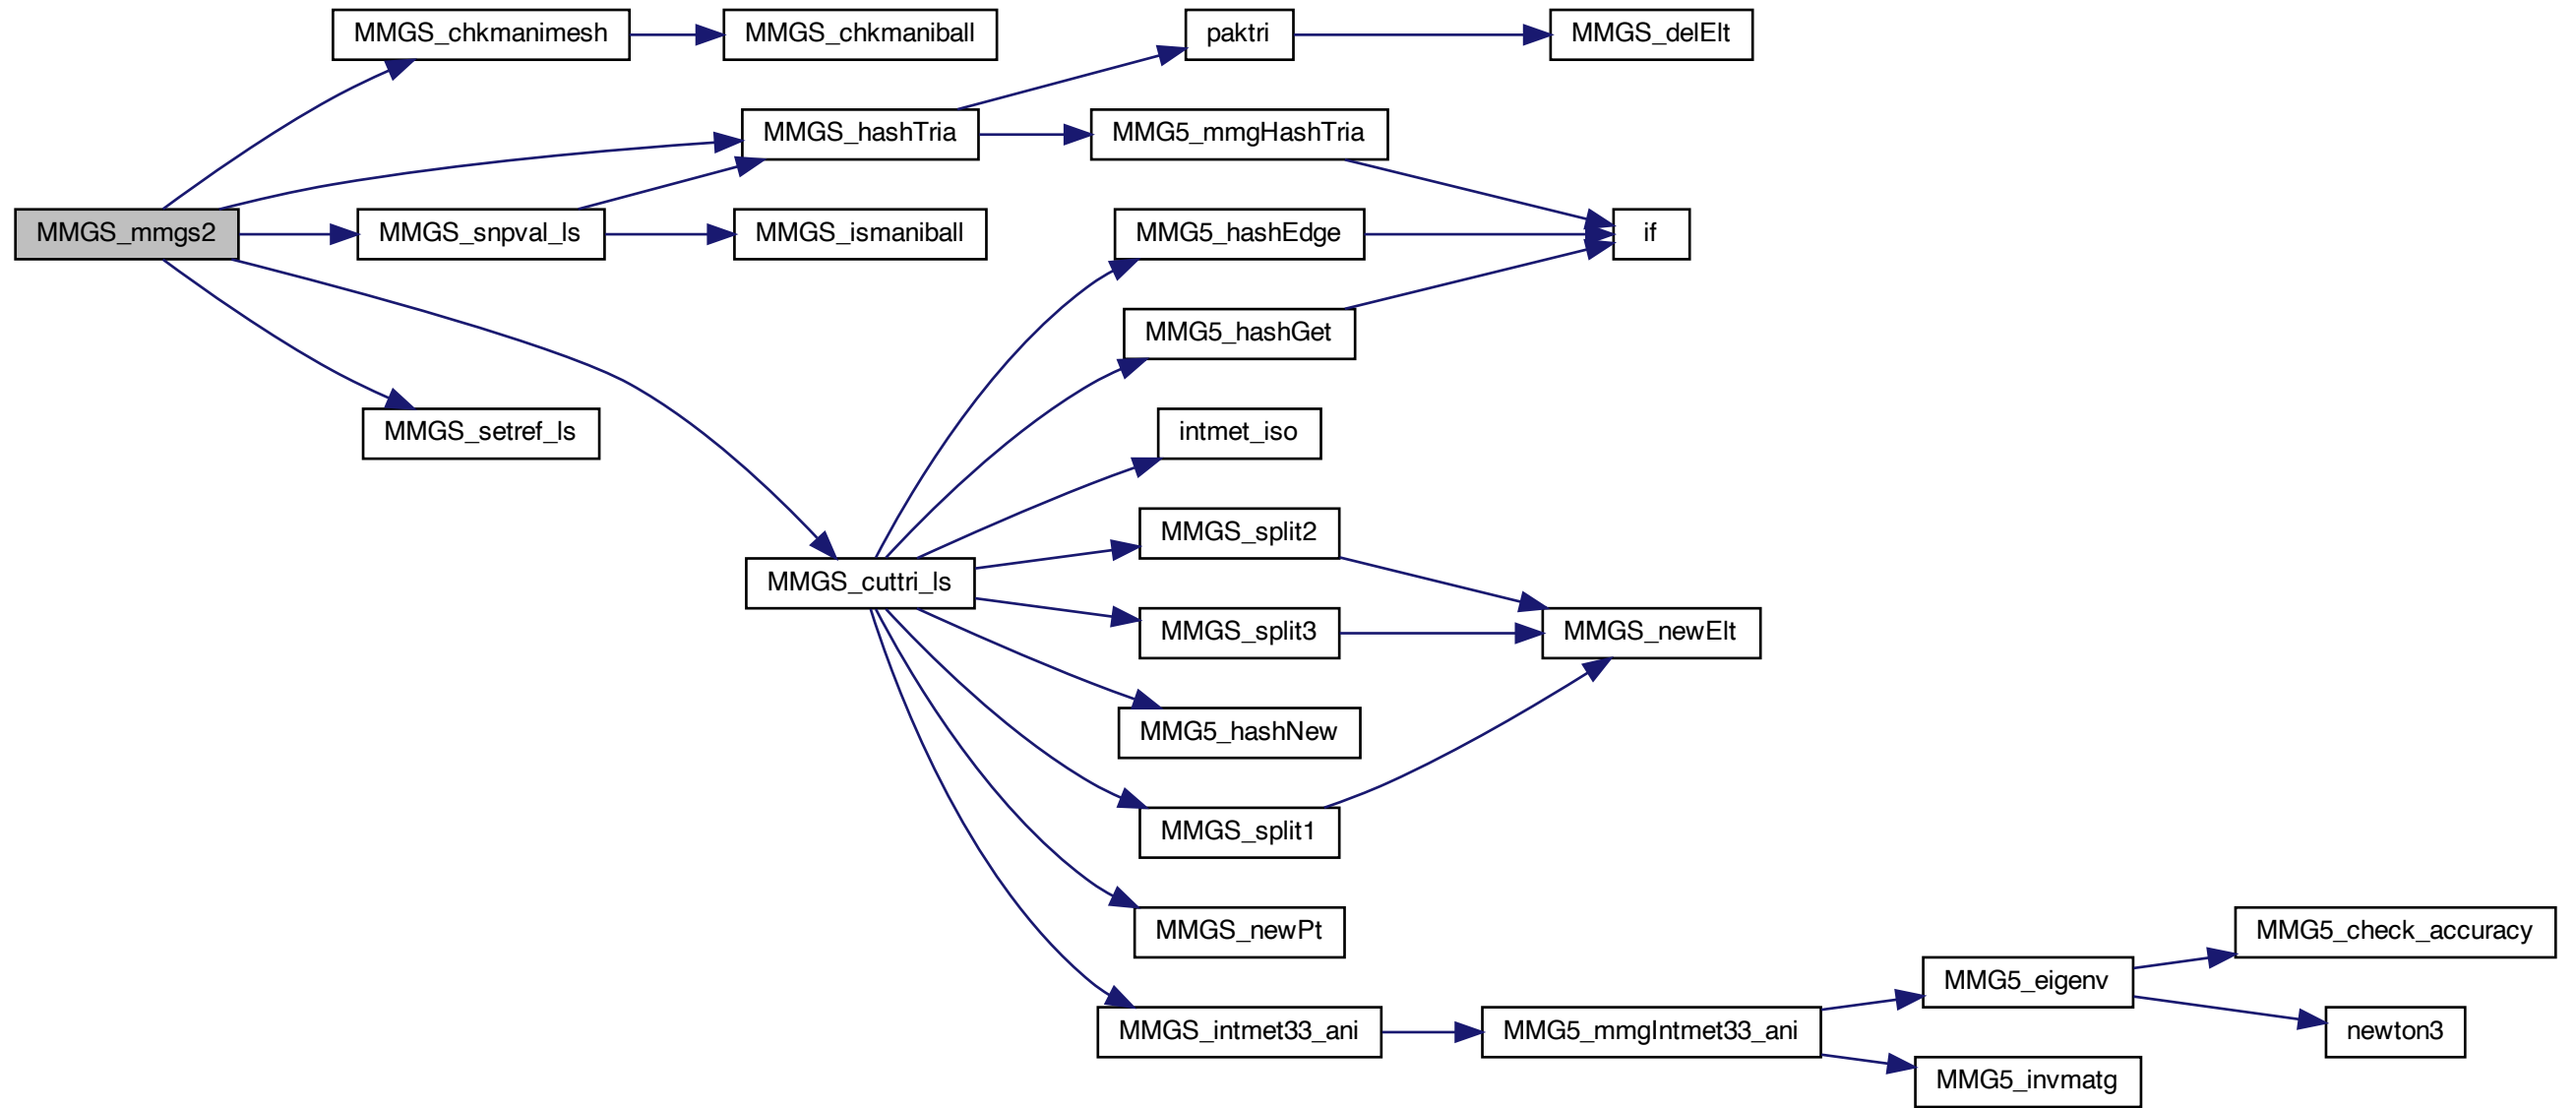 MMGS_chkmanimesh
MMGS_chkmaniball
paktri
MMGS_delElt
MMGS_hashTria
MMG5_mmgHashTria
MMGS_mmgs2
MMGS_snpval_ls
MMGS_ismaniball
MMG5_hashEdge
if
MMG5_hashGet
MMGS_setref_ls
intmet_iso
MMGS_split2
MMGS_cuttri_ls
MMGS_split3
MMGS_newElt
MMG5_hashNew
MMGS_split1
MMGS_newPt
MMG5_check_accuracy
MMG5_eigenv
MMGS_intmet33_ani
MMG5_mmgIntmet33_ani
newton3
MMG5_invmatg